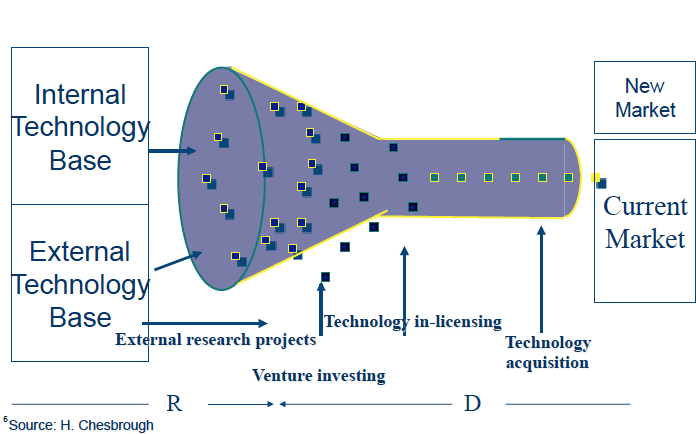 Internal
Technology
Base
External
Technology
Base
New
Market
Current
Market
External research projects
Technology in-licensing
Venture investing
Technology
acquisition
R
D
6Source: H. Chesbrough